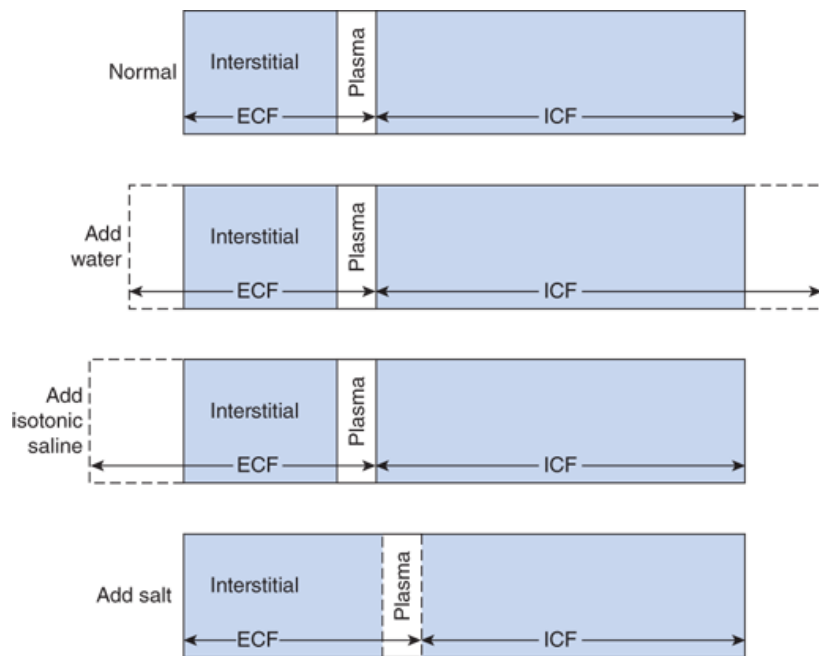 Normal
Interstitial
Plasma
ECF
ICF
Add
water
Interstitial
Plasma
ECF
ICF
Add
isotonic
saline
Interstitial
Plasma
ECF
ICF
Add salt
Interstitial
Plasma
ECF
ICF